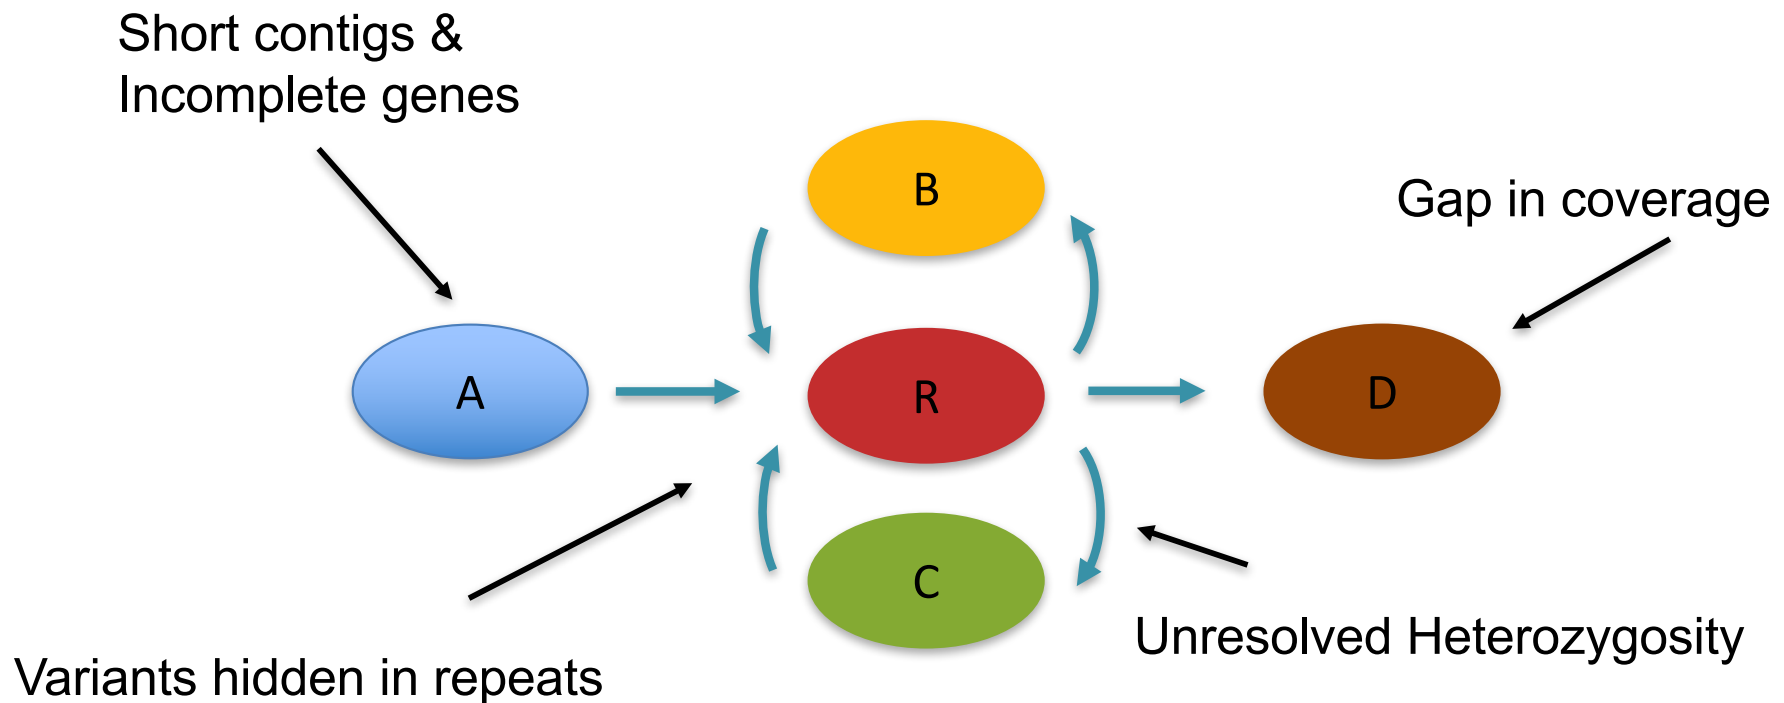 Short contigs &
Incomplete genes
B
Gap in coverage
A
R
D
C
Unresolved Heterozygosity
Variants hidden in repeats